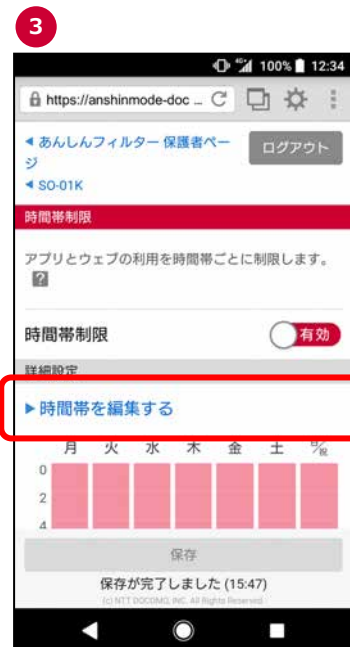 3
4G 100% 12:34
https://anshinmode-doc ...
◀ あんしんフィルター 保護者ペー
ジ
ログアウト
◀ SO-01K
時間帯制限
アプリとウェブの利用を時間帯ごとに制限します。
?
時間帯制限
有効
詳細設定
▶時間帯を編集する
月 火 水 木 金 土 日/祝
0
2
4
保存
保存が完了しました (15:47)
(c) NTT DOCOMO, INC. All Rights Reserved